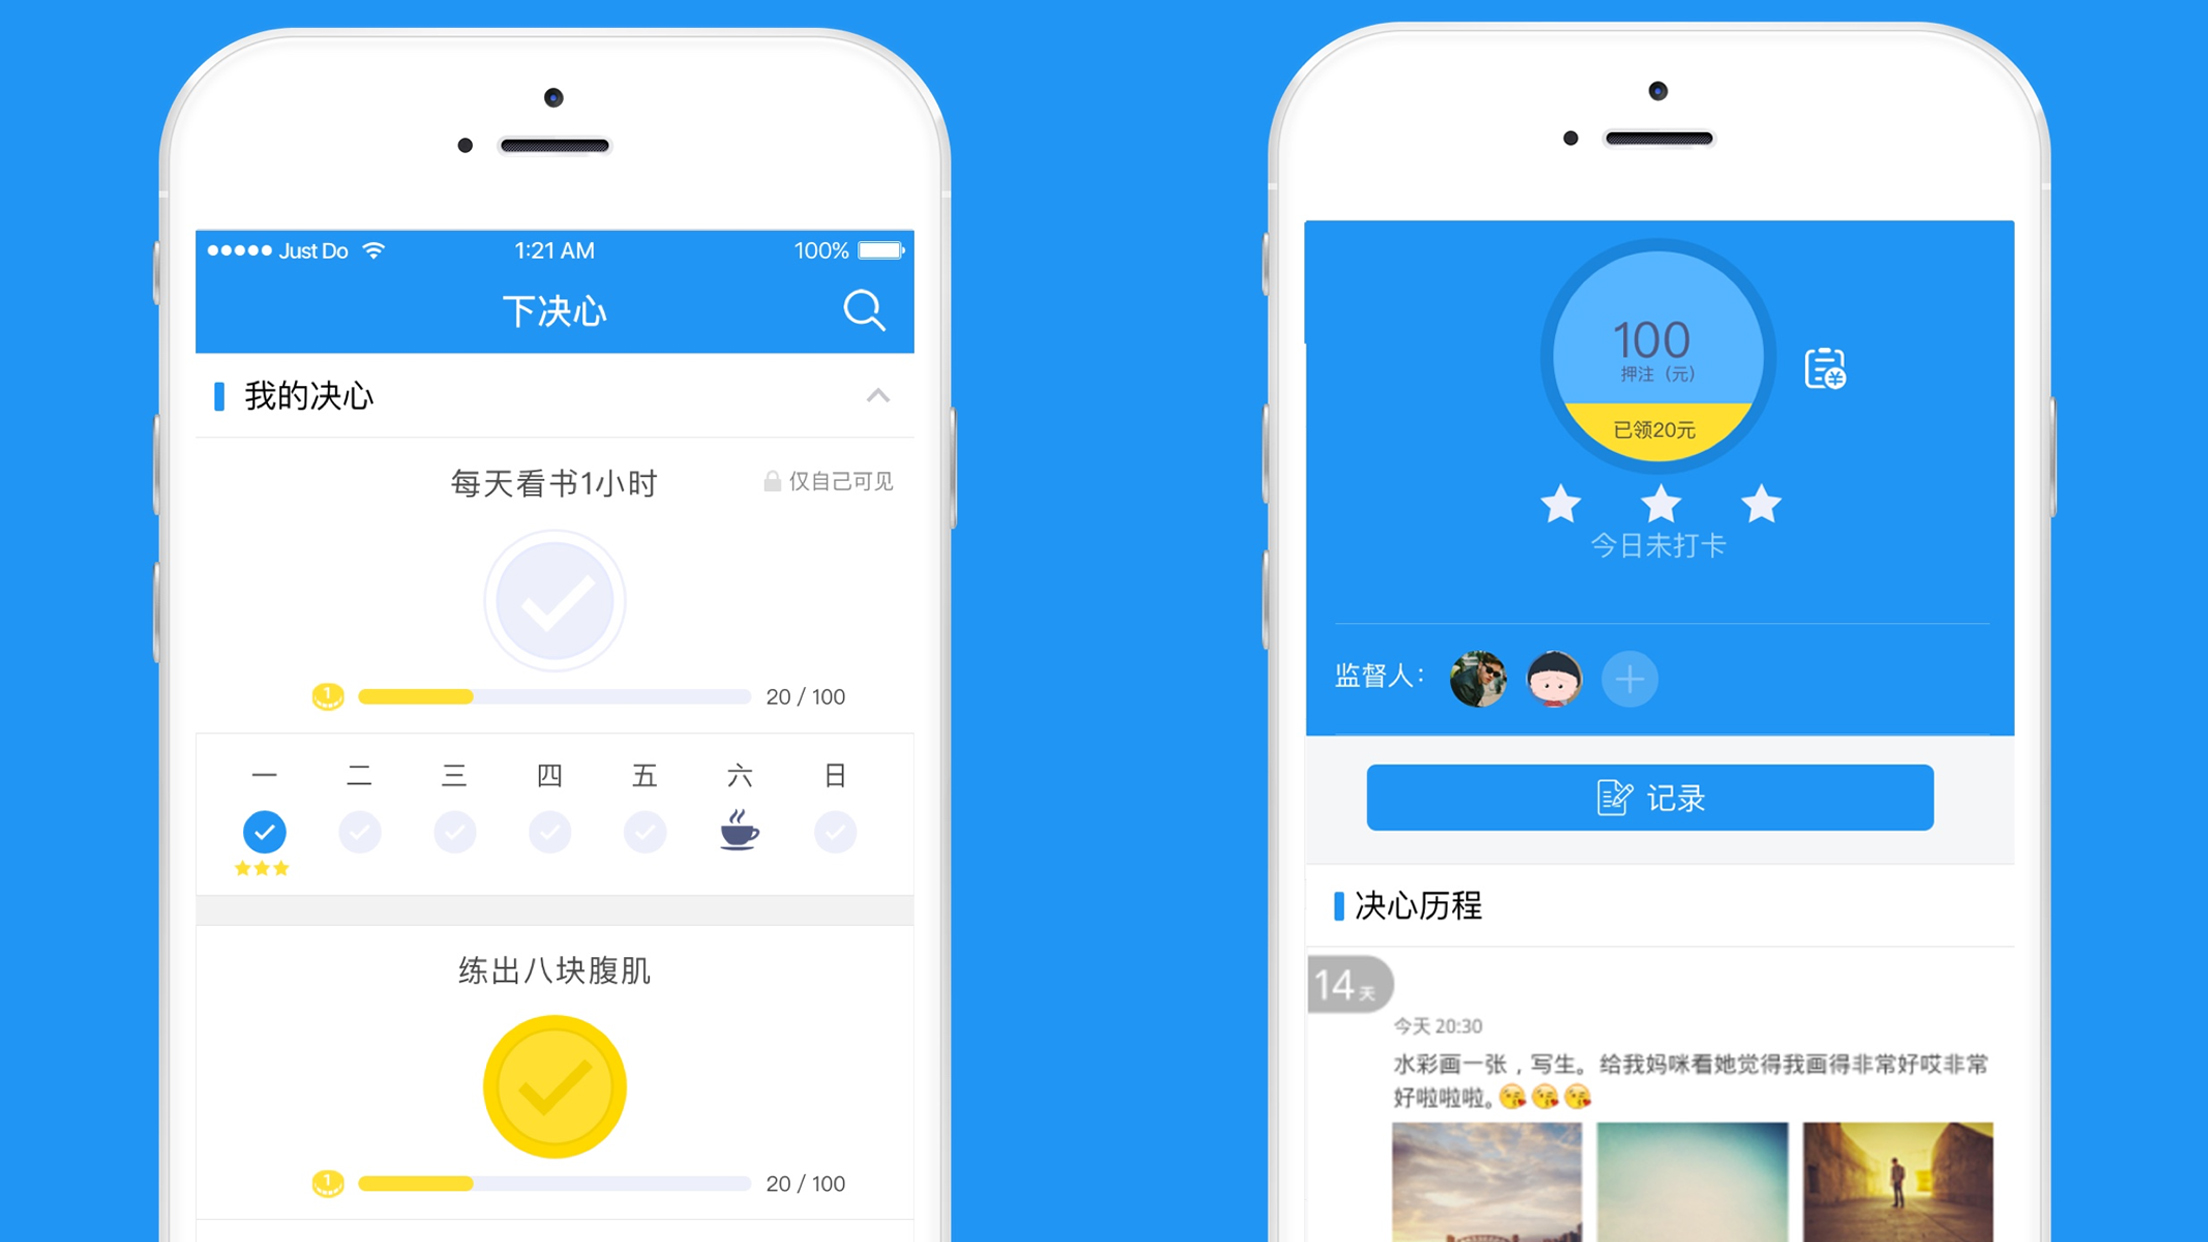 Just Do
1:21 AM
100%
下决心
我的决心
每天看书1小时
仅自己可见
1
20 / 100
一 二 三 四 五 六 日
练出八块腹肌
1
20 / 100
100
押注（元）
已领20元
今日未打卡
监督人：
记录
决心历程
14天
今天 20:30
水彩画一张，写生。给我妈咪看她觉得我画得非常好哎非常
好啦啦啦。